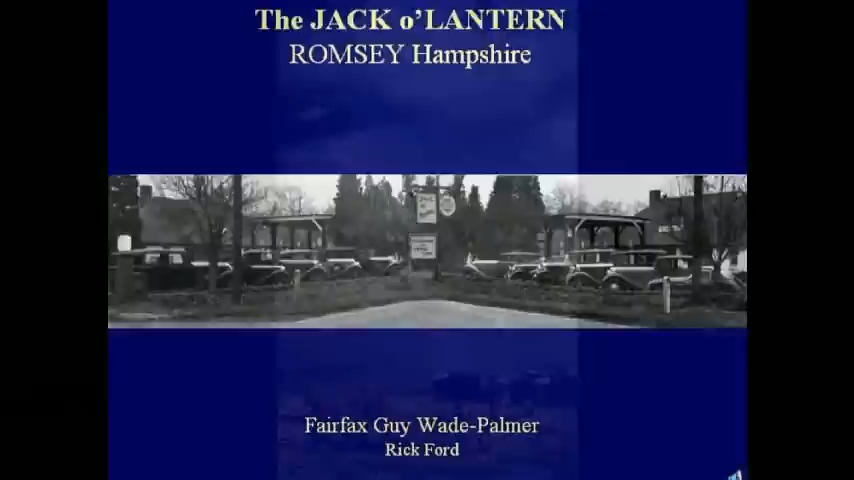 The JACK o’LANTERN
ROMSEY Hampshire
Fairfax Guy Wade-Palmer
Rick Ford